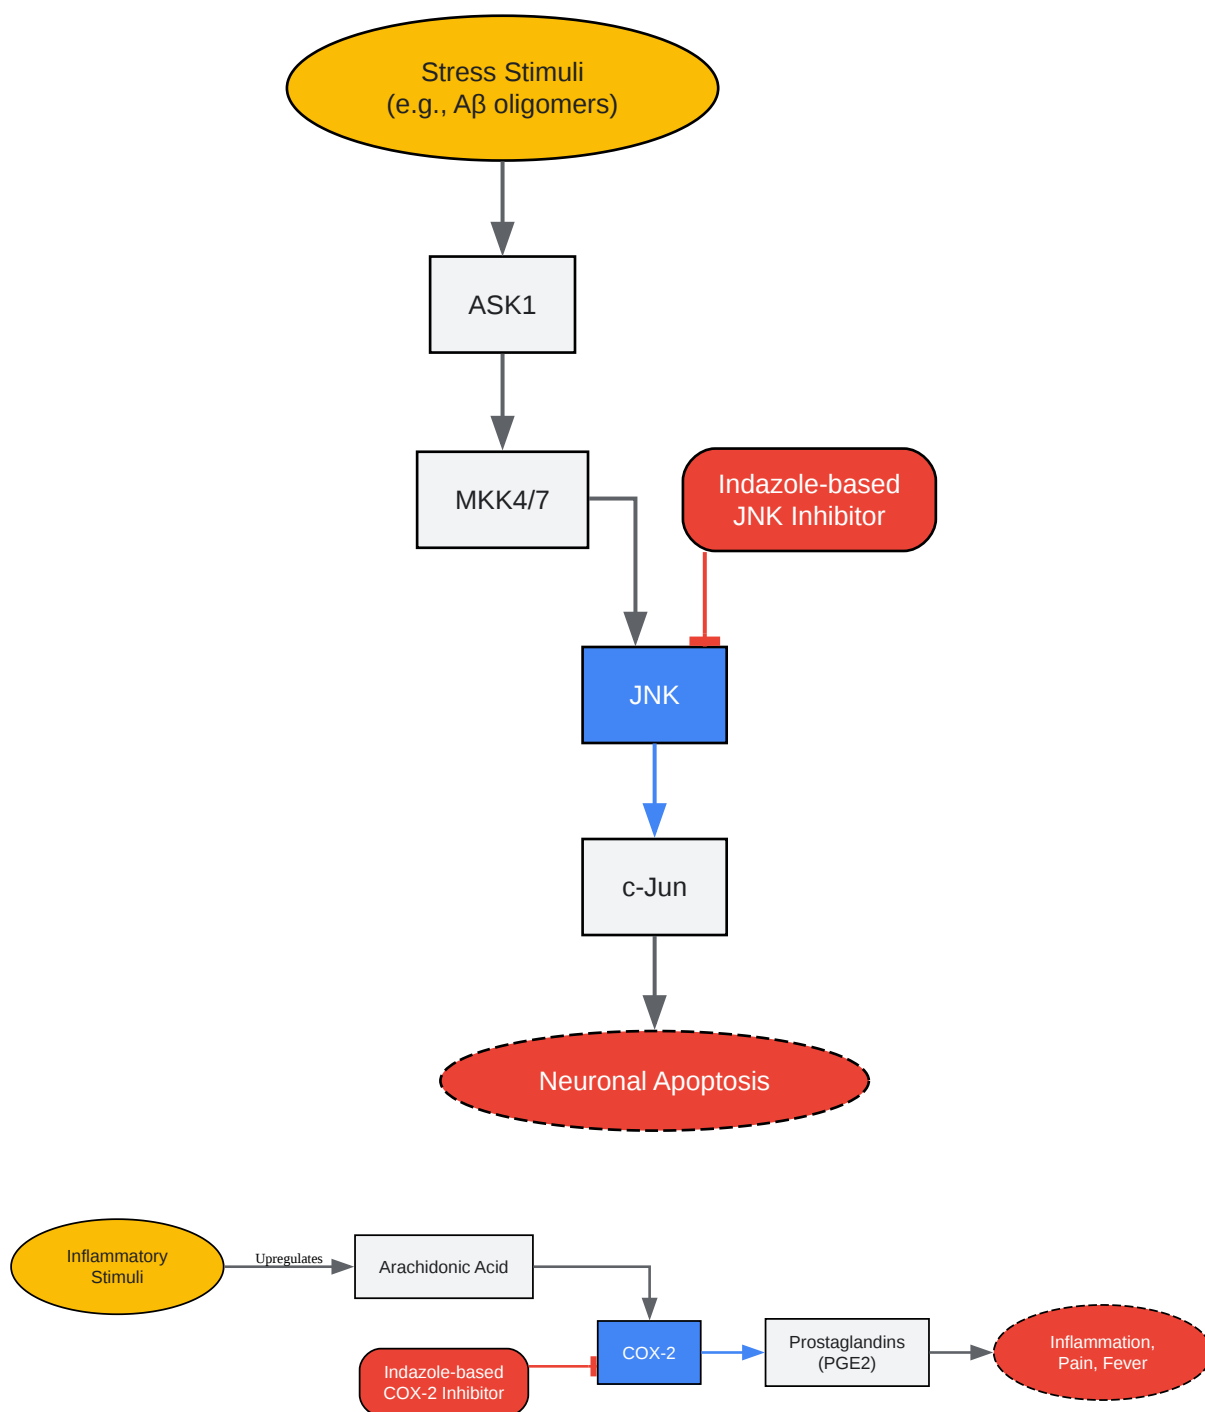 Stress Stimuli
(e.g., Aβ oligomers)
ASK1
MKK4/7
Indazole-based
JNK Inhibitor
JNK
c-Jun
Neuronal Apoptosis
Inflammatory
Stimuli
Upregulates
Arachidonic Acid
Indazole-based
COX-2 Inhibitor
COX-2
Prostaglandins
(PGE2)
Inflammation,
Pain, Fever